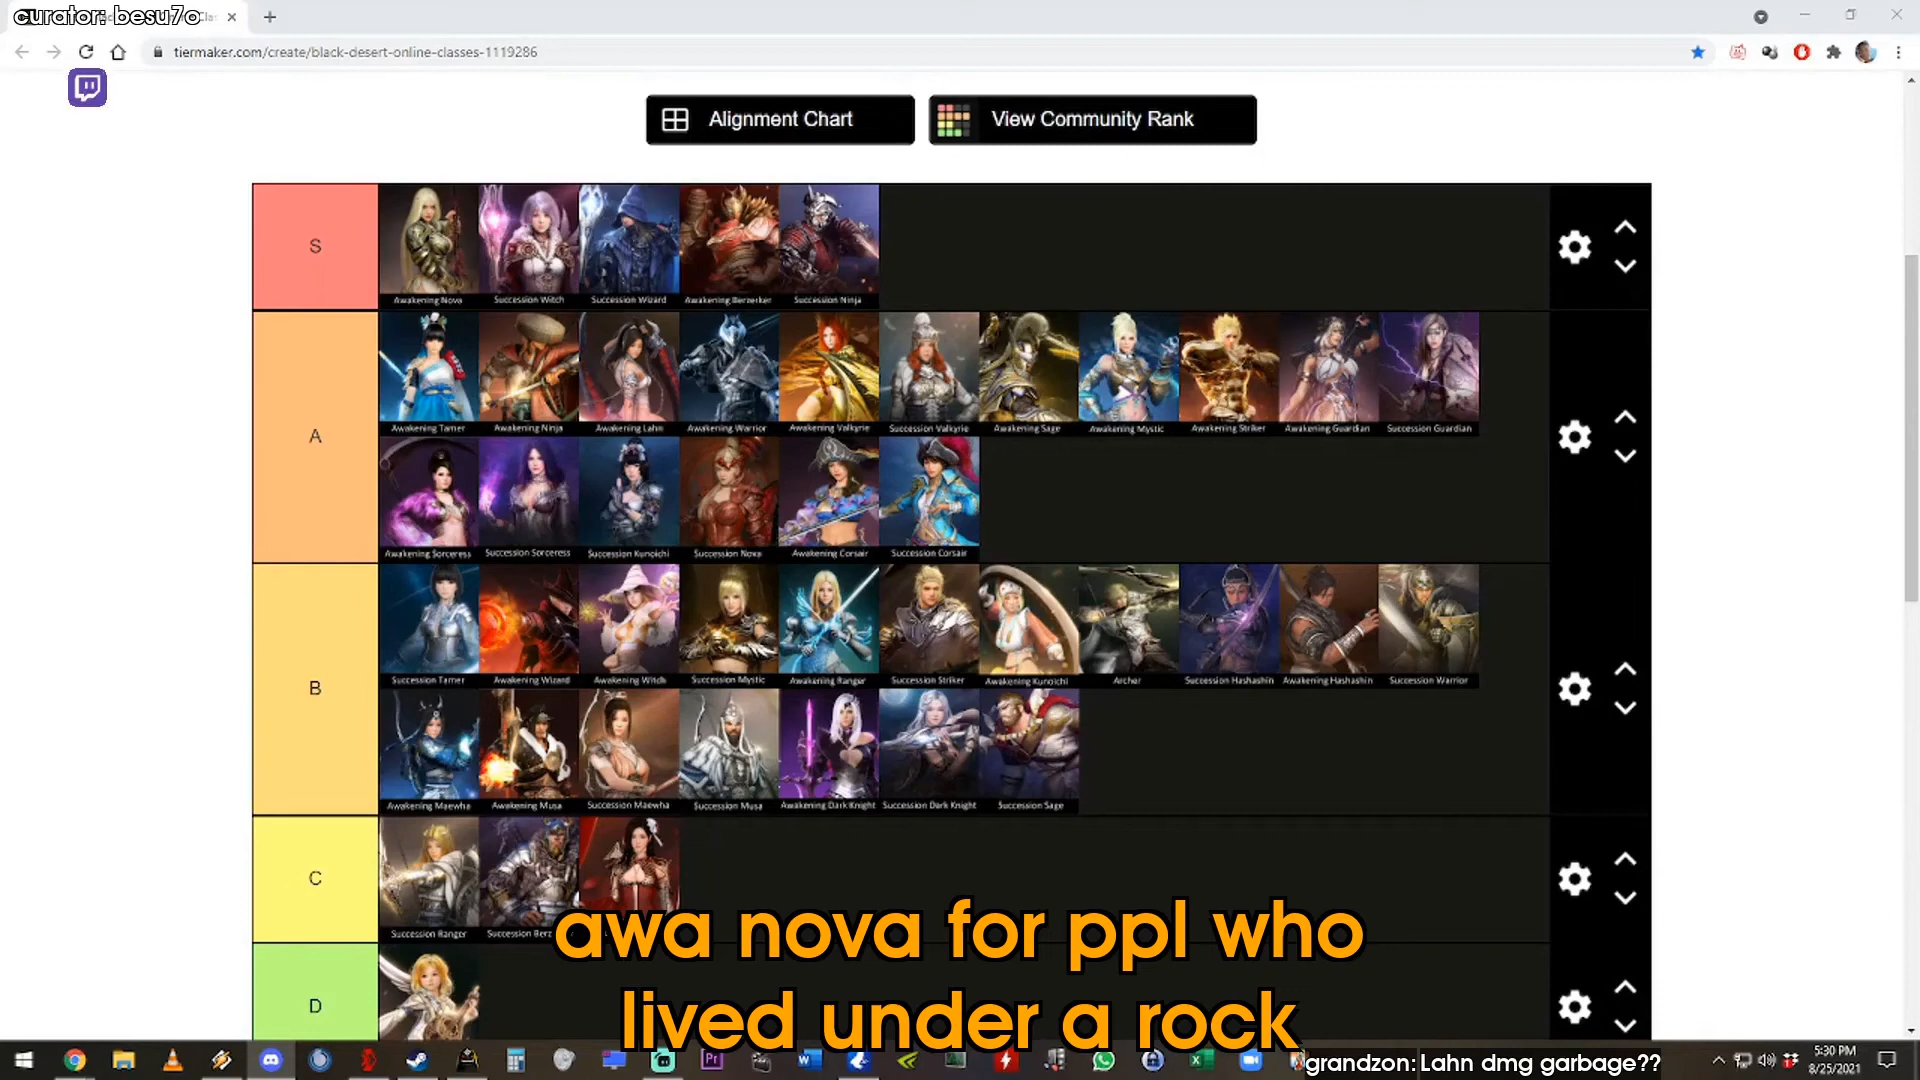 curator: besu7o
tiermaker.com/create/black-desert-online-classes-1119286
Alignment Chart
View Community Rank
S
Awakening Nova
Succession Witch
Succession Wizard
Awakening Berzerker
Succession Ninja
A
Awakening Tamer
Awakening Ninja
Awakening Lahn
Awakening Warrior
Awakening Valkyrie
Succession Valkyrie
Awakening Sage
Awakening Mystic
Awakening Striker
Awakening Guardian
Succession Guardian
Awakening Sorceress
Succession Sorceress
Succession Kunoichi
Succession Nova
Awakening Corsair
Succession Corsair
B
Succession Tamer
Awakening Wizard
Awakening Witch
Succession Mystic
Awakening Ranger
Succession Striker
Awakening Kunoichi
Archer
Succession Hashashin
Awakening Hashashin
Succession Warrior
Awakening Maewha
Awakening Musa
Succession Maewha
Succession Musa
Awakening Dark Knight
Succession Dark Knight
Succession Sage
C
Succession Ranger
Succession
D
awa nova for ppl who
lived under a rock
grandzon: Lahn dmg garbage??
5:30 PM
8/25/2021